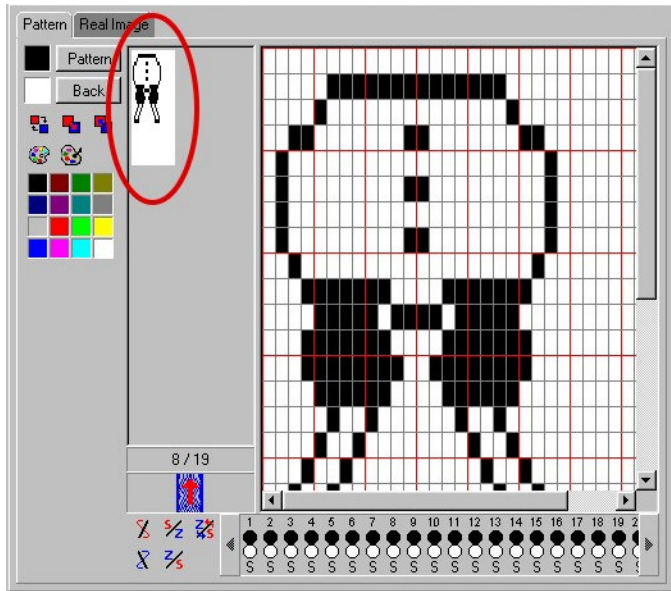 Pattern Real Image
Pattern
Back
8 / 19
S/Z Z/S
Z/S
1 2 3 4 5 6 7 8 9 10 11 12 13 14 15 16 17 18 19 2
S S S S S S S S S S S S S S S S S S S